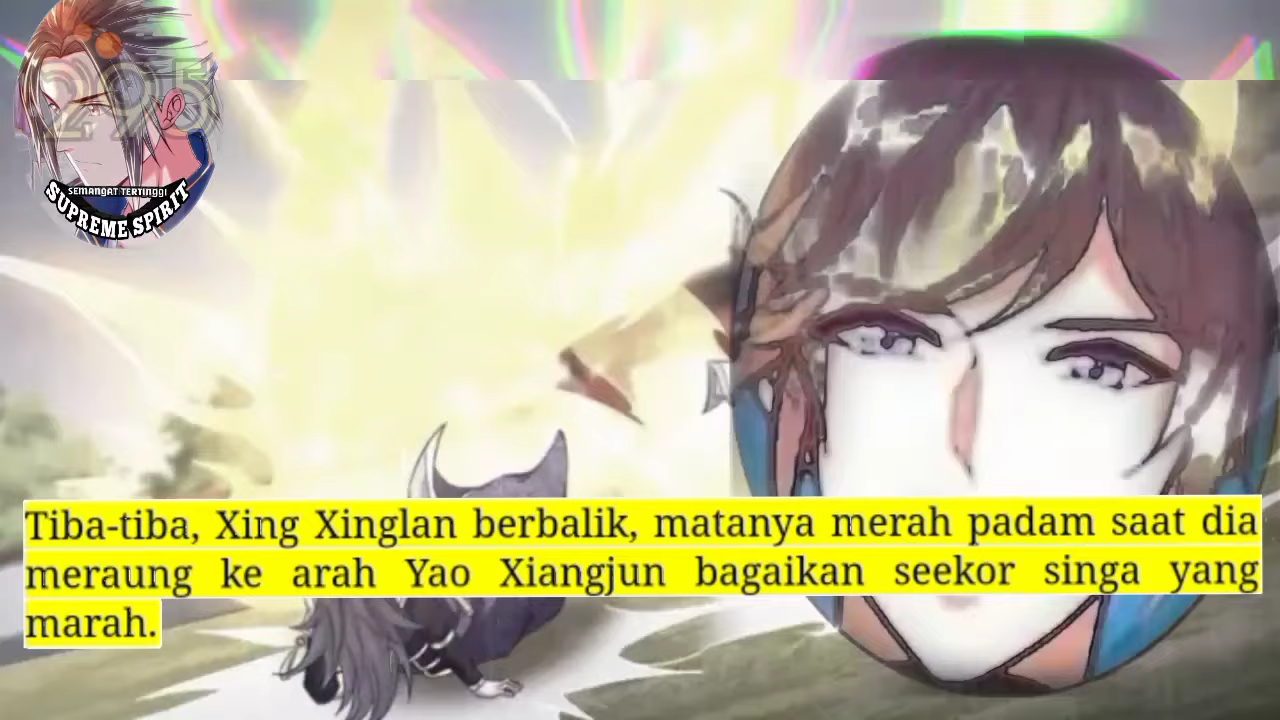 295
SEMANGAT TERTINGGI
SUPREME SPIRIT
Tiba-tiba, Xing Xinglan berbalik, matanya merah padam saat dia
meraung ke arah Yao Xiangjun bagaikan seekor singa yang
marah.